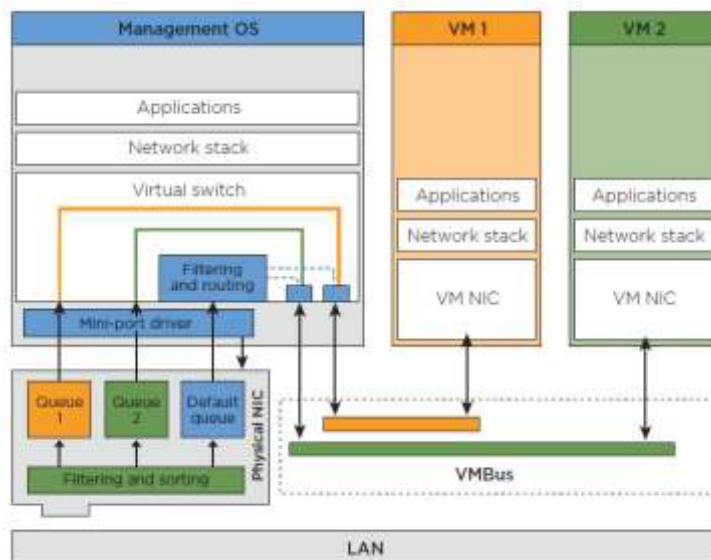 Management OS
VM 1
VM 2
Applications
Network stack
Virtual switch
Filtering
and routing
Mini-port driver
Applications
Network stack
VM NIC
Applications
Network stack
VM NIC
Queue
1
Queue
2
Default
queue
Physical NIC
Filtering and sorting
VMBus
LAN